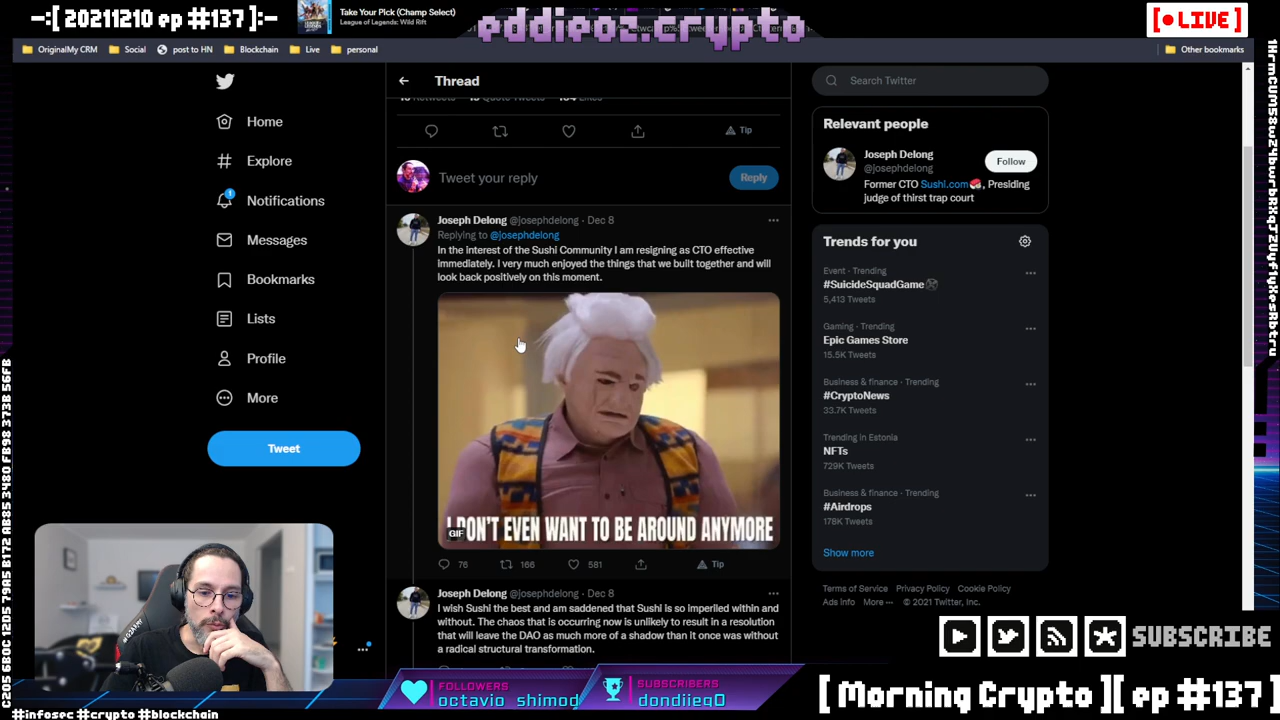 —:[ 20211210 ep #137 ]:—
Take Your Pick (Champ Select)
League of Legends: Wild Rift
eddieoz.crypto
[● LIVE ]
OriginalMy CRM
Social
post to HN
Blockchain
Live
personal
Other bookmarks
Home
Explore
1
Notifications
Messages
Bookmarks
Lists
Profile
More
Tweet
Thread
Tip
Tweet your reply
Reply
Joseph Delong @josephdelong · Dec 8
Replying to @josephdelong
In the interest of the Sushi Community I am resigning as CTO effective
immediately. I very much enjoyed the things that we built together and will
look back positively on this moment.
I DON'T EVEN WANT TO BE AROUND ANYMORE
GIF
76
166
581
Tip
Joseph Delong @josephdelong · Dec 8
I wish Sushi the best and am saddened that Sushi is so imperiled within and
without. The chaos that is occurring now is unlikely to result in a resolution
that will leave the DAO as much more of a shadow than it once was without
a radical structural transformation.
Search Twitter
Relevant people
Joseph Delong
@josephdelong
Follow
Former CTO Sushi.com🍣, Presiding
judge of thirst trap court
Trends for you
Event · Trending
#SuicideSquadGame
5,413 Tweets
Gaming · Trending
Epic Games Store
15.5K Tweets
Business & finance · Trending
#CryptoNews
33.7K Tweets
Trending in Estonia
NFTs
729K Tweets
Business & finance · Trending
#Airdrops
178K Tweets
Show more
Terms of Service Privacy Policy Cookie Policy
Ads info More ··· © 2021 Twitter, Inc.
SUBSCRIBE
FOLLOWERS
octavio_shimod
SUBSCRIBERS
dondiieg0
[ Morning Crypto ][ ep #137 ]
#infosec #crypto #blockchain